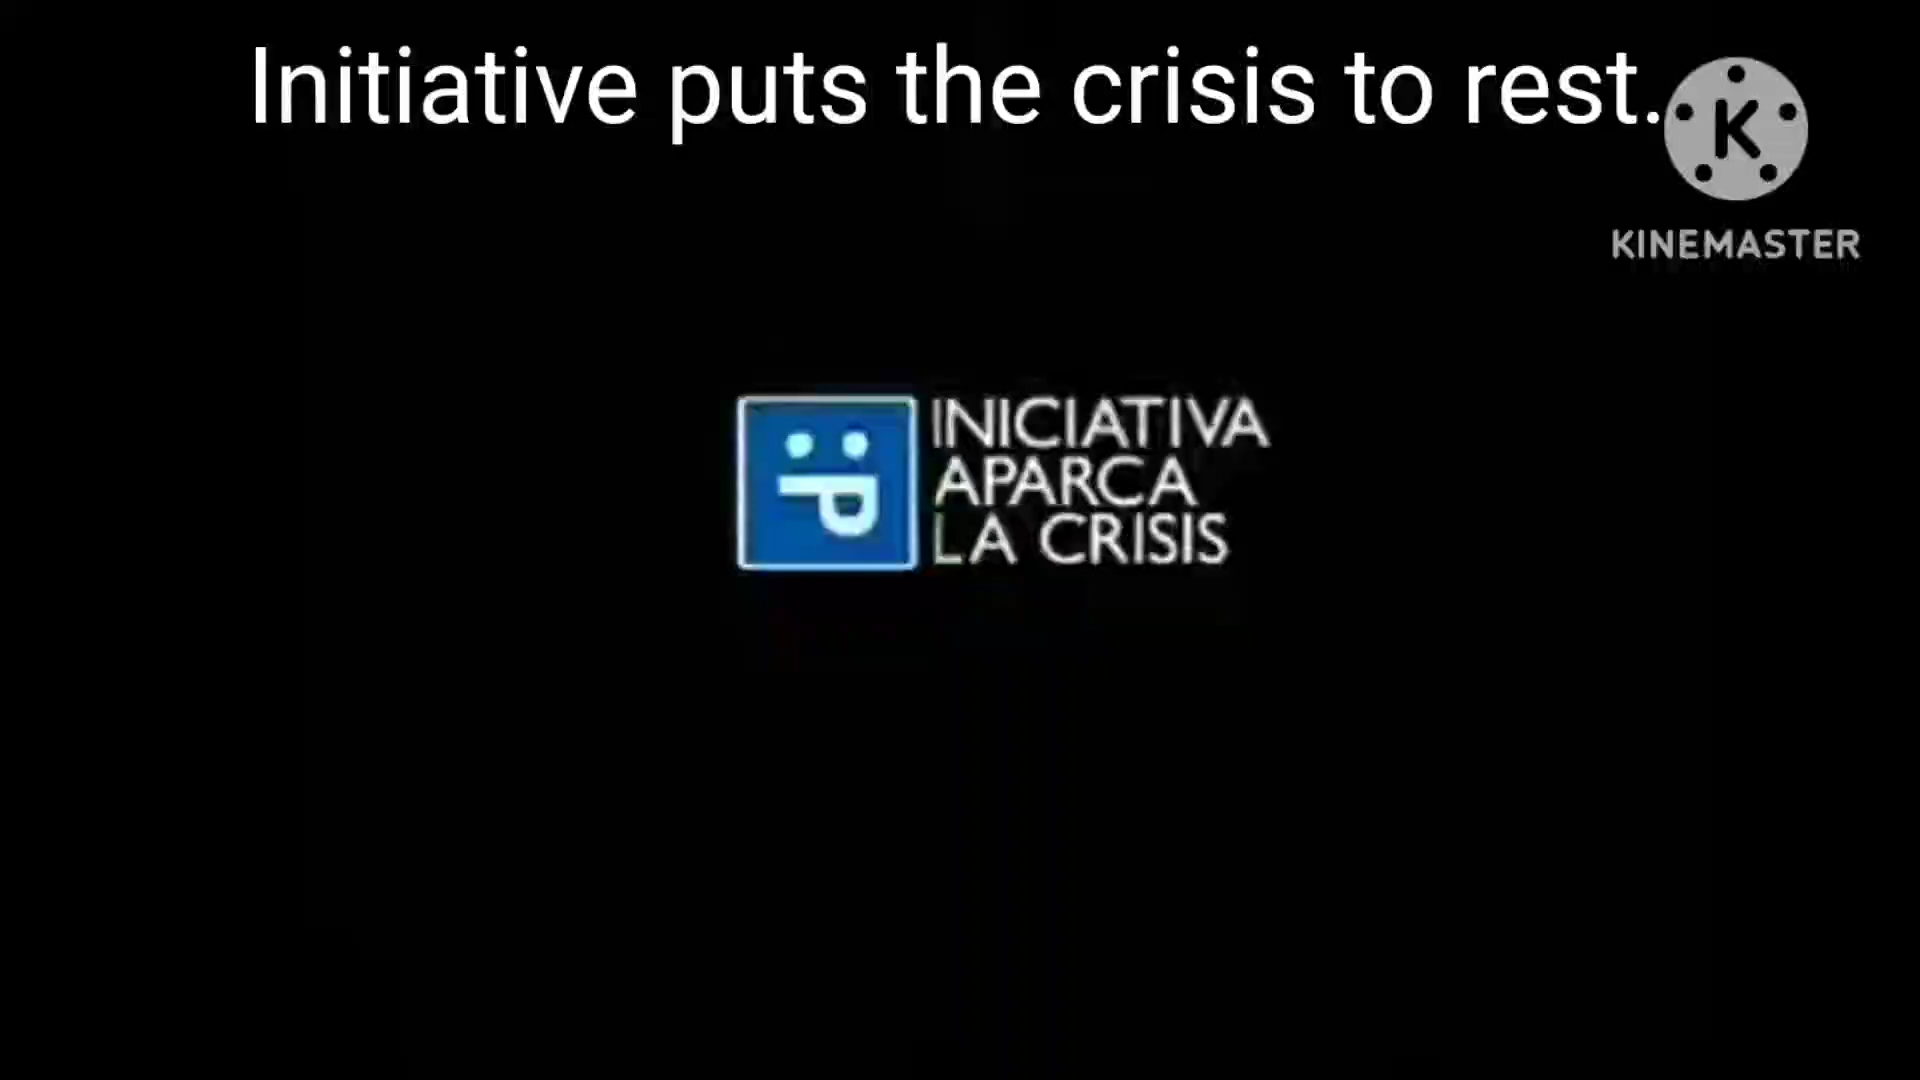 Initiative puts the crisis to rest.
K
KINEMASTER
:P
INICIATIVA
APARCA
LA CRISIS